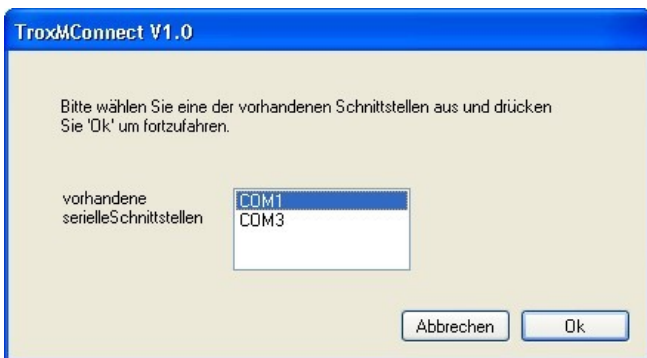 TroxMConnect V1.0
Bitte wählen Sie eine der vorhandenen Schnittstellen aus und drücken
Sie 'Ok' um fortzufahren.
vorhandene
serielleSchnittstellen
COM1
COM3
Abbrechen
Ok